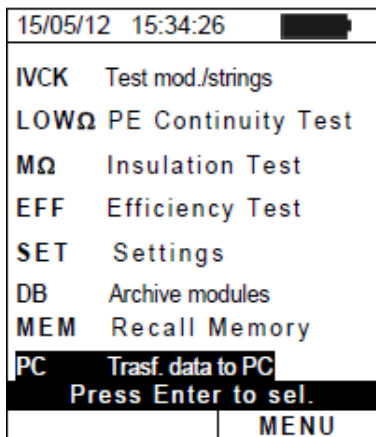 15/05/12 15:34:26
IVCK Test mod./strings
LOWΩ PE Continuity Test
MΩ Insulation Test
EFF Efficiency Test
SET Settings
DB Archive modules
MEM Recall Memory
PC Trasf. data to PC
Press Enter to sel.
MENU